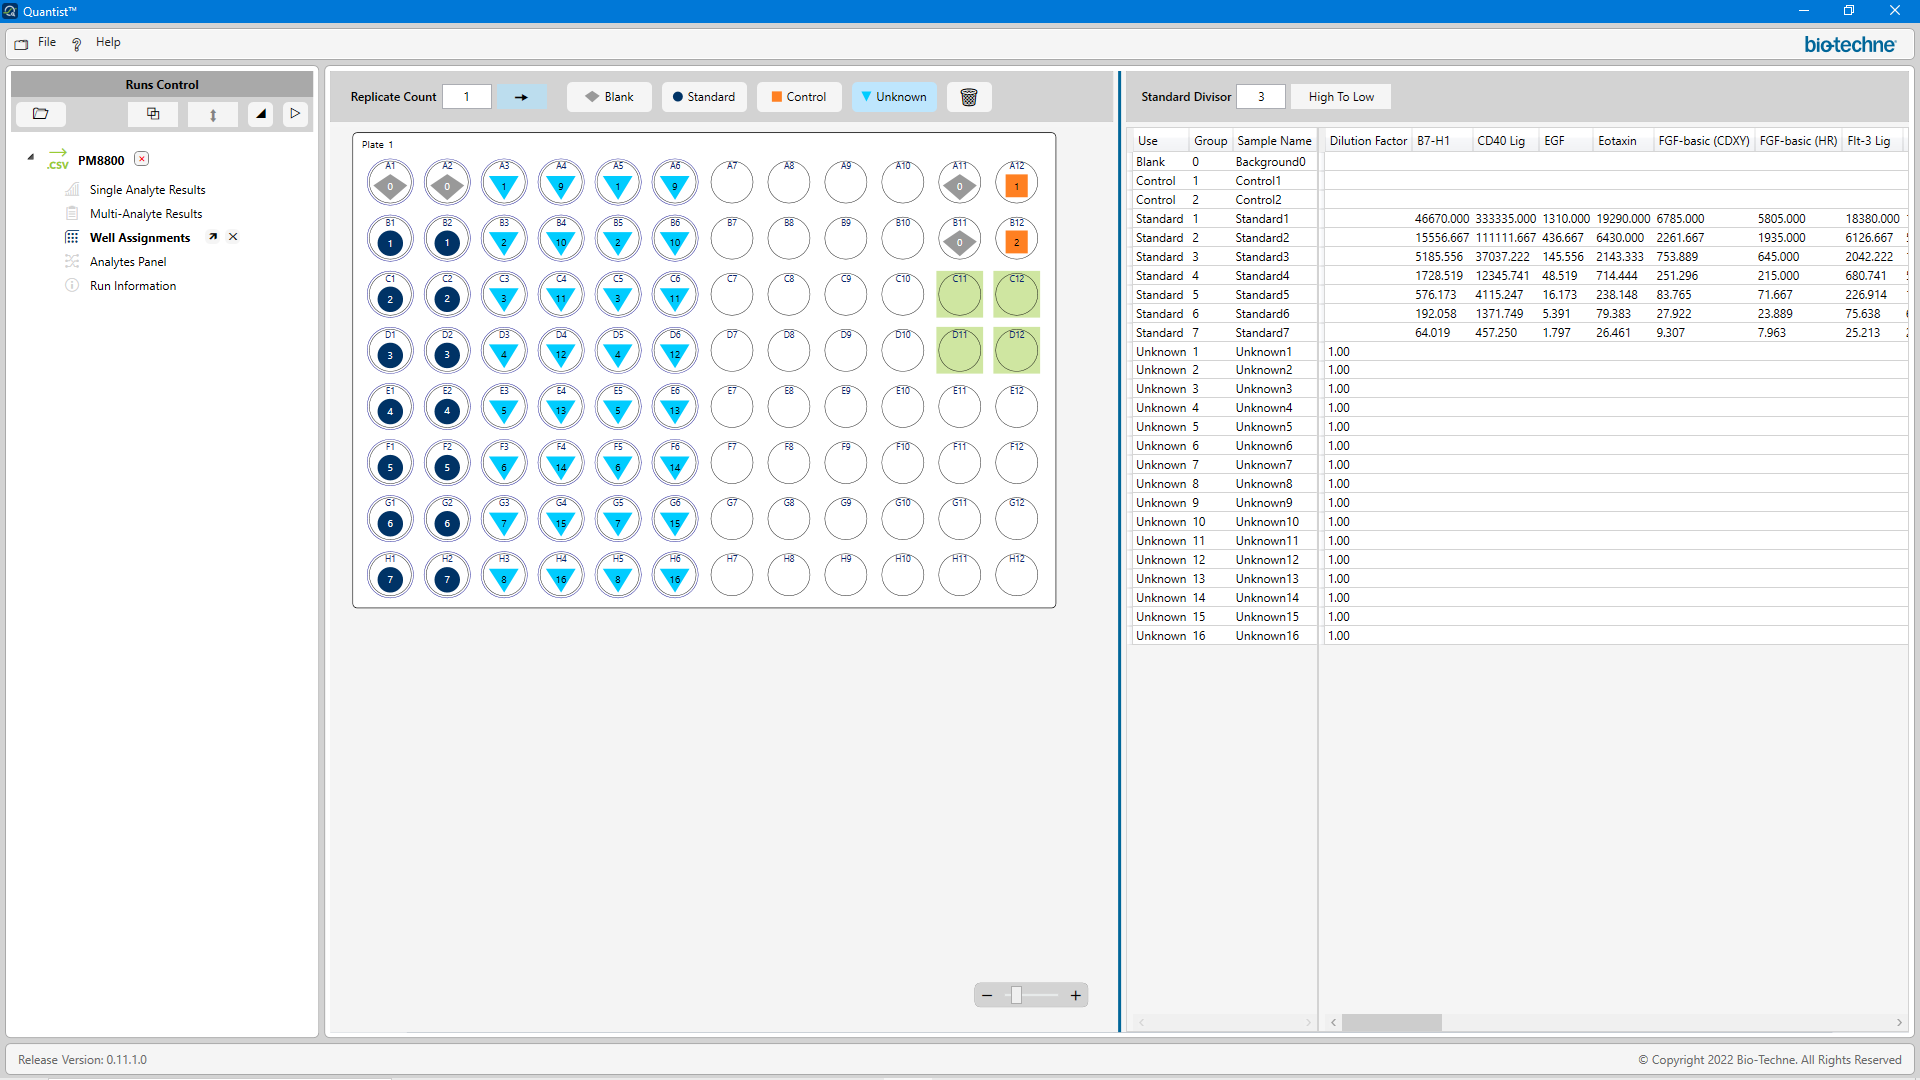 Quantist™
File ? Help
bio-techne
Runs Control
.CSV PM8800
Single Analyte Results
Multi-Analyte Results
Well Assignments
Analytes Panel
Run Information
Replicate Count 1 Blank Standard Control Unknown
Plate 1
A1 A2 A3 A4 A5 A6 A7 A8 A9 A10 A11 A12
0 0 1 9 1 9 0 1
B1 B2 B3 B4 B5 B6 B7 B8 B9 B10 B11 B12
1 1 2 10 2 10 0 2
C1 C2 C3 C4 C5 C6 C7 C8 C9 C10 C11 C12
2 2 3 11 3 11
D1 D2 D3 D4 D5 D6 D7 D8 D9 D10 D11 D12
3 3 4 12 4 12
E1 E2 E3 E4 E5 E6 E7 E8 E9 E10 E11 E12
4 4 5 13 5 13
F1 F2 F3 F4 F5 F6 F7 F8 F9 F10 F11 F12
5 5 6 14 6 14
G1 G2 G3 G4 G5 G6 G7 G8 G9 G10 G11 G12
6 6 7 15 7 15
H1 H2 H3 H4 H5 H6 H7 H8 H9 H10 H11 H12
7 7 8 16 8 16
Standard Divisor 3 High To Low
Use Group Sample Name Dilution Factor B7-H1 CD40 Lig EGF Eotaxin FGF-basic (CDXY) FGF-basic (HR) Flt-3 Lig
Blank 0 Background0
Control 1 Control1
Control 2 Control2
Standard 1 Standard1 46670.000 333335.000 1310.000 19290.000 6785.000 5805.000 18380.000
Standard 2 Standard2 15556.667 111111.667 436.667 6430.000 2261.667 1935.000 6126.667
Standard 3 Standard3 5185.556 37037.222 145.556 2143.333 753.889 645.000 2042.222
Standard 4 Standard4 1728.519 12345.741 48.519 714.444 251.296 215.000 680.741
Standard 5 Standard5 576.173 4115.247 16.173 238.148 83.765 71.667 226.914
Standard 6 Standard6 192.058 1371.749 5.391 79.383 27.922 23.889 75.638
Standard 7 Standard7 64.019 457.250 1.797 26.461 9.307 7.963 25.213
Unknown 1 Unknown1 1.00
Unknown 2 Unknown2 1.00
Unknown 3 Unknown3 1.00
Unknown 4 Unknown4 1.00
Unknown 5 Unknown5 1.00
Unknown 6 Unknown6 1.00
Unknown 7 Unknown7 1.00
Unknown 8 Unknown8 1.00
Unknown 9 Unknown9 1.00
Unknown 10 Unknown10 1.00
Unknown 11 Unknown11 1.00
Unknown 12 Unknown12 1.00
Unknown 13 Unknown13 1.00
Unknown 14 Unknown14 1.00
Unknown 15 Unknown15 1.00
Unknown 16 Unknown16 1.00
Release Version: 0.11.1.0
© Copyright 2022 Bio-Techne. All Rights Reserved